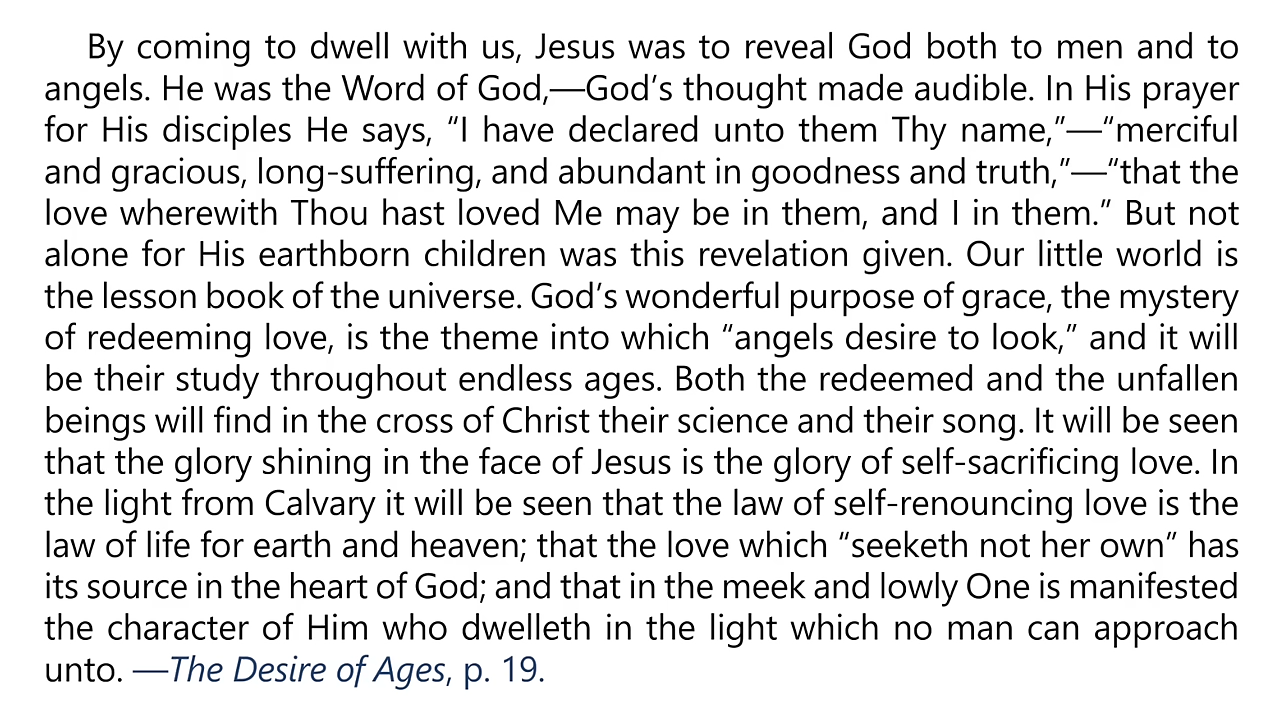 By coming to dwell with us, Jesus was to reveal God both to men and to
angels. He was the Word of God,—God’s thought made audible. In His prayer
for His disciples He says, “I have declared unto them Thy name,”—“merciful
and gracious, long-suffering, and abundant in goodness and truth,”—“that the
love wherewith Thou hast loved Me may be in them, and I in them.” But not
alone for His earthborn children was this revelation given. Our little world is
the lesson book of the universe. God’s wonderful purpose of grace, the mystery
of redeeming love, is the theme into which “angels desire to look,” and it will
be their study throughout endless ages. Both the redeemed and the unfallen
beings will find in the cross of Christ their science and their song. It will be seen
that the glory shining in the face of Jesus is the glory of self-sacrificing love. In
the light from Calvary it will be seen that the law of self-renouncing love is the
law of life for earth and heaven; that the love which “seeketh not her own” has
its source in the heart of God; and that in the meek and lowly One is manifested
the character of Him who dwelleth in the light which no man can approach
unto. —The Desire of Ages, p. 19.